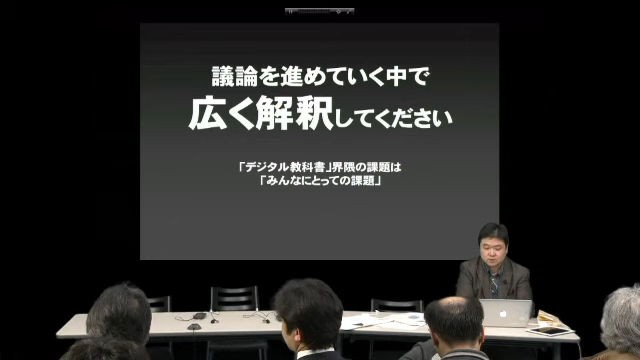 議論を進めていく中で
広く解釈してください
「デジタル教科書」界隈の課題は
「みんなにとっての課題」